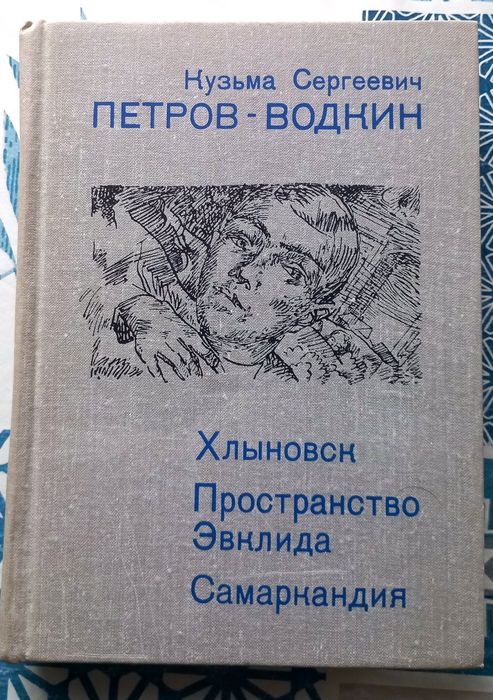 Кузьма Сергеевич
ПЕТРОВ-ВОДКИН
Хлыновск
Пространство
Эвклида
Самаркандия